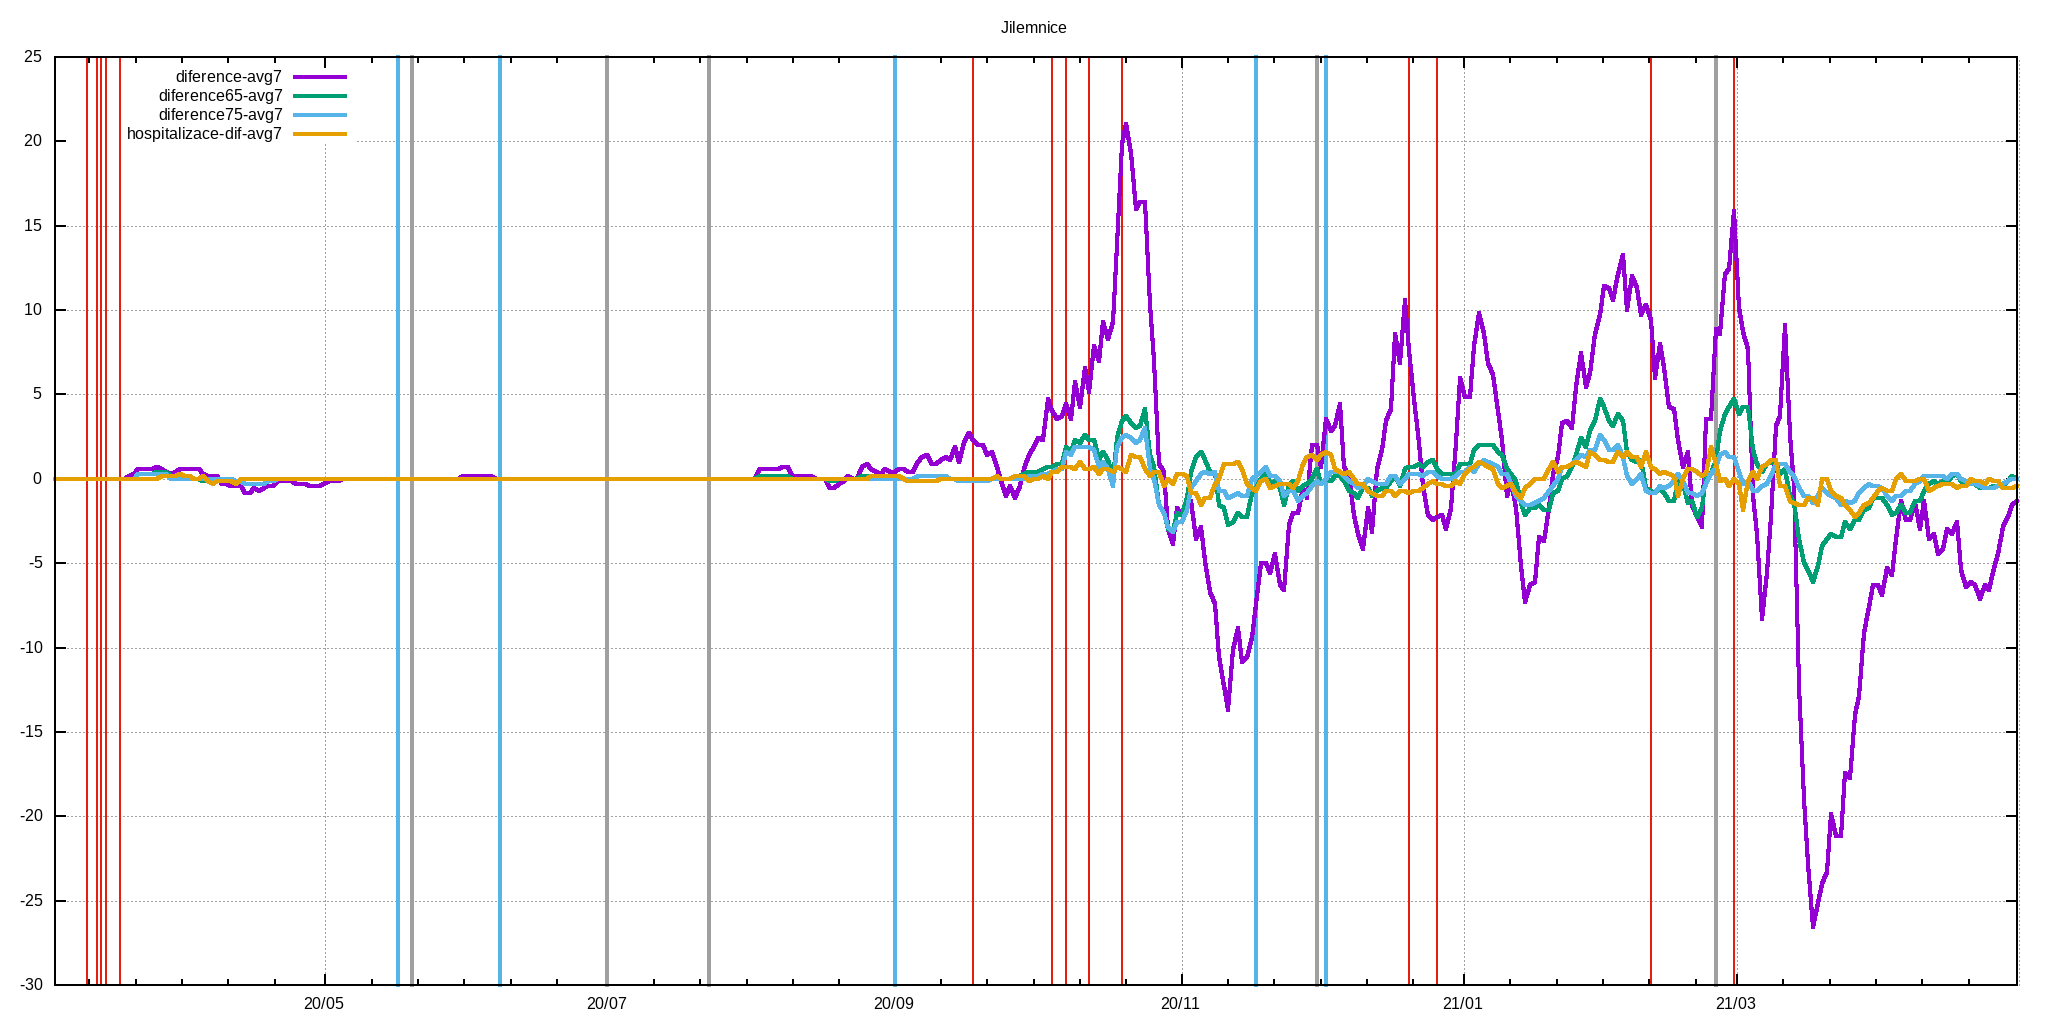 Jilemnice
diference-avg7
diference65-avg7
diference75-avg7
hospitalizace-dif-avg7
25
20
15
10
5
0
-5
-10
-15
-20
-25
-30
20/05 20/07 20/09 20/11 21/01 21/03